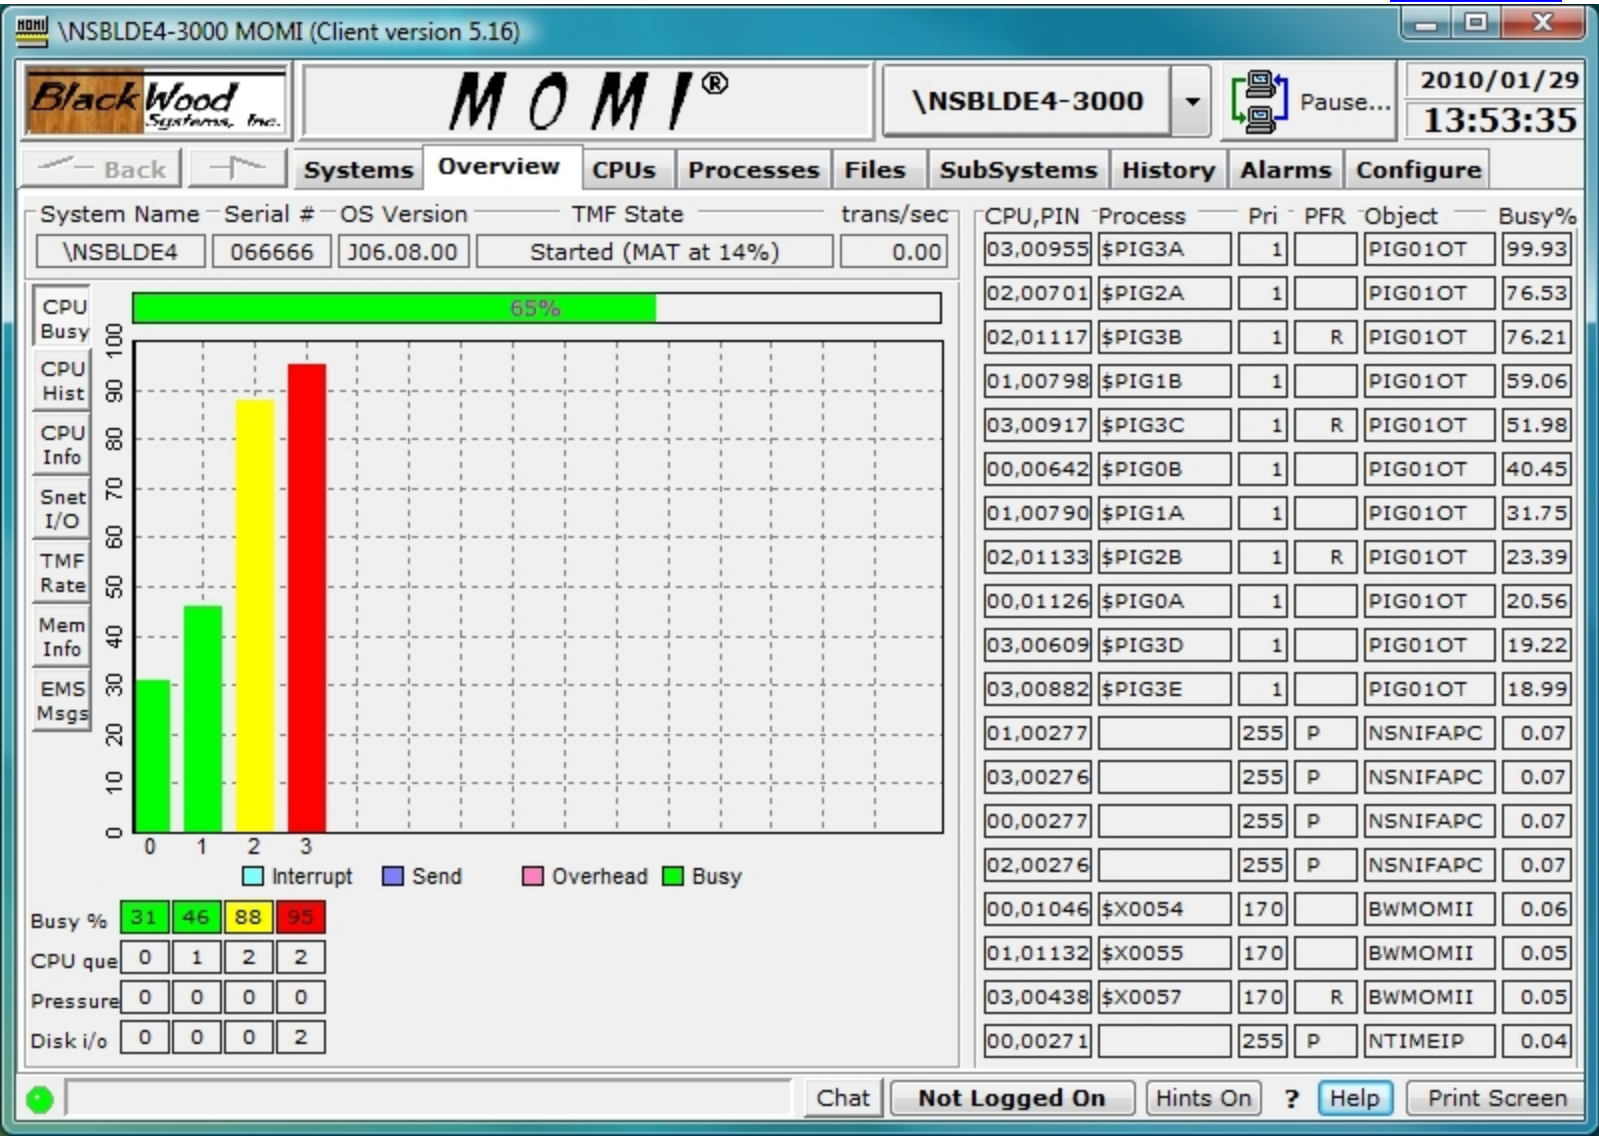 \NSBLDE4-3000 MOMI (Client version 5.16)
BlackWood Systems, Inc.
MOMI®
\NSBLDE4-3000
Pause...
2010/01/29
13:53:35
Back
Systems Overview CPUs Processes Files SubSystems History Alarms Configure
System Name Serial # OS Version TMF State trans/sec
\NSBLDE4 066666 J06.08.00 Started (MAT at 14%) 0.00
CPU Busy
CPU Hist
CPU Info
Snet I/O
TMF Rate
Mem Info
EMS Msgs
65%
100
90
80
70
60
50
40
30
20
10
0
0 1 2 3
Interrupt Send Overhead Busy
Busy % 31 46 88 95
CPU que 0 1 2 2
Pressure 0 0 0 0
Disk i/o 0 0 0 2
CPU,PIN Process Pri PFR Object Busy%
03,00955 $PIG3A 1 PIG01OT 99.93
02,00701 $PIG2A 1 PIG01OT 76.53
02,01117 $PIG3B 1 R PIG01OT 76.21
01,00798 $PIG1B 1 PIG01OT 59.06
03,00917 $PIG3C 1 R PIG01OT 51.98
00,00642 $PIG0B 1 PIG01OT 40.45
01,00790 $PIG1A 1 PIG01OT 31.75
02,01133 $PIG2B 1 R PIG01OT 23.39
00,01126 $PIG0A 1 PIG01OT 20.56
03,00609 $PIG3D 1 PIG01OT 19.22
03,00882 $PIG3E 1 PIG01OT 18.99
01,00277 255 P NSNIFAPC 0.07
03,00276 255 P NSNIFAPC 0.07
00,00277 255 P NSNIFAPC 0.07
02,00276 255 P NSNIFAPC 0.07
00,01046 $X0054 170 BWMOMII 0.06
01,01132 $X0055 170 BWMOMII 0.05
03,00438 $X0057 170 R BWMOMII 0.05
00,00271 255 P NTIMEIP 0.04
Chat Not Logged On Hints On ? Help Print Screen